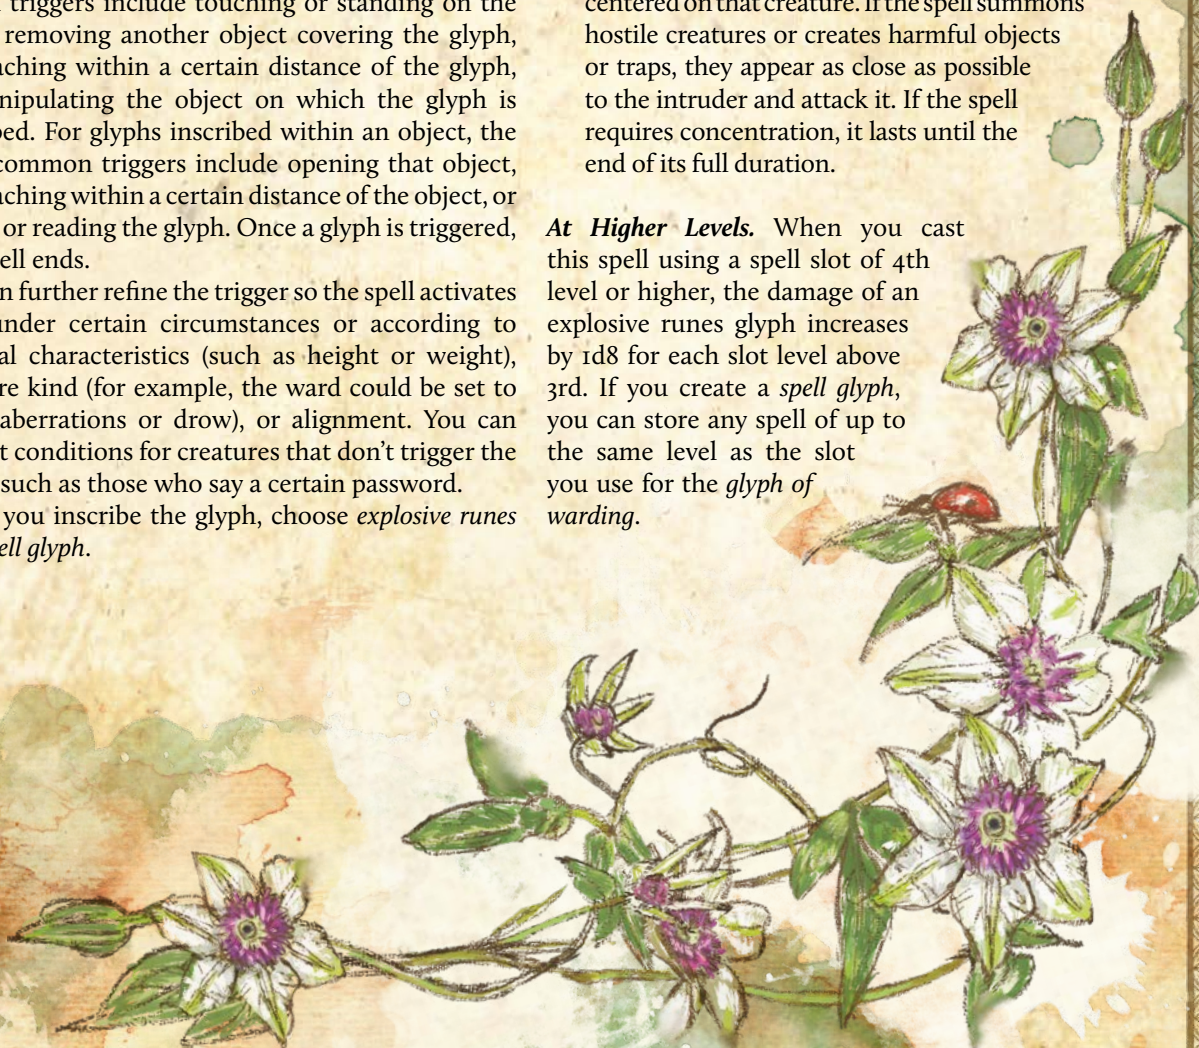 triggers include touching or standing on the
removing another object covering the glyph,
within a certain distance of the glyph,
the object on which the glyph is
For glyphs inscribed within an object, the
common triggers include opening that object,
within a certain distance of the object, or
or reading the glyph. Once a glyph is triggered,
ends.
further refine the trigger so the spell activates
under certain circumstances or according to
characteristics (such as height or weight),
kind (for example, the ward could be set to
aberrations or drow), or alignment. You can
conditions for creatures that don't trigger the
such as those who say a certain password.
you inscribe the glyph, choose explosive runes
glyph.
centered on that creature. If the spell summons
hostile creatures or creates harmful objects
or traps, they appear as close as possible
to the intruder and attack it. If the spell
requires concentration, it lasts until the
end of its full duration.
At Higher Levels. When you cast
this spell using a spell slot of 4th
level or higher, the damage of an
explosive runes glyph increases
by 1d8 for each slot level above
3rd. If you create a spell glyph,
you can store any spell of up to
the same level as the slot
you use for the glyph of
warding.